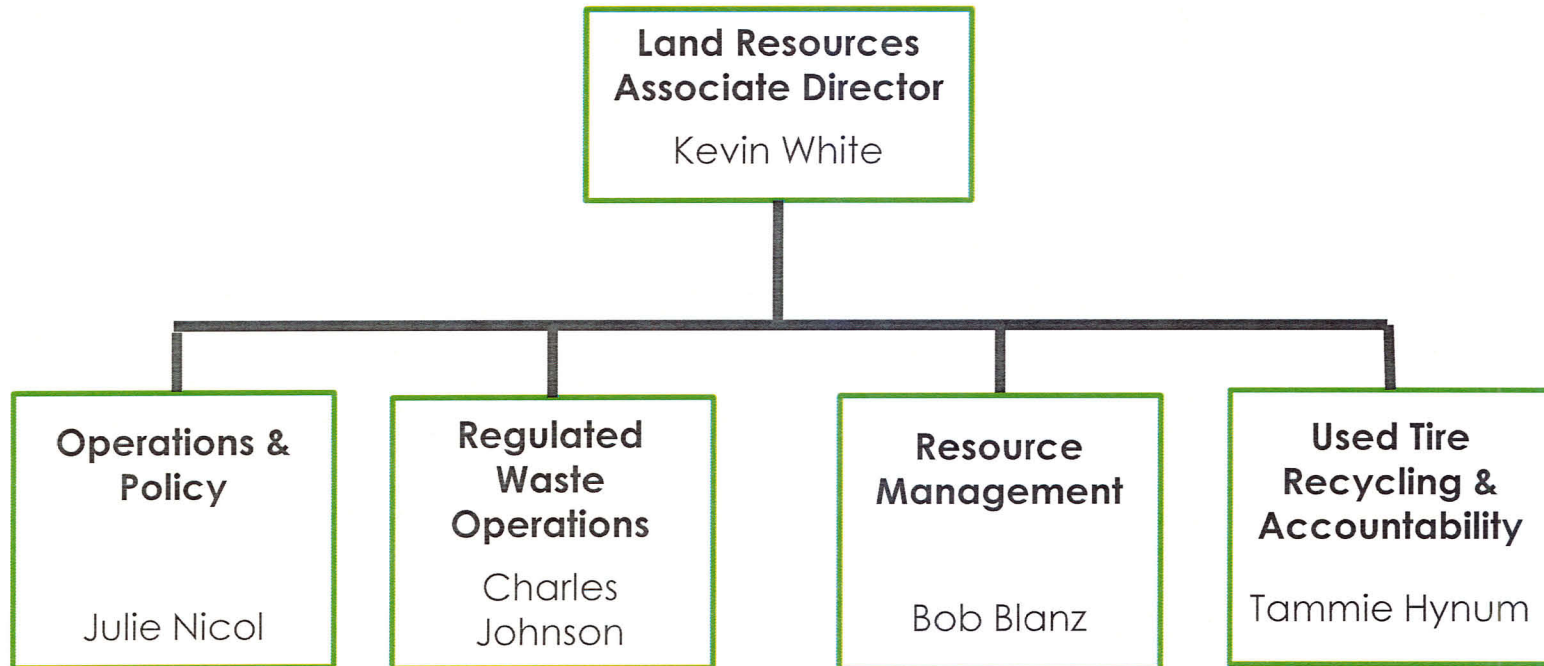 Land Resources
Associate Director
Kevin White
Operations &
Policy
Julie Nicol
Regulated
Waste
Operations
Charles
Johnson
Resource
Management
Bob Blanz
Used Tire
Recycling &
Accountability
Tammie Hynum